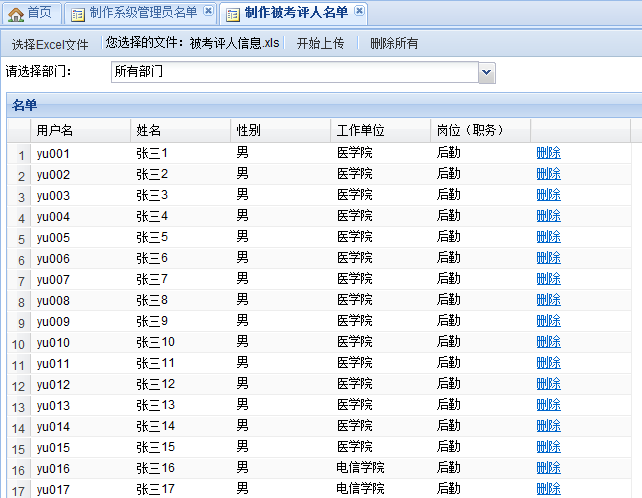 首页 制作系级管理员名单 制作被考评人名单
选择Excel文件 您选择的文件：被考评人信息.xls 开始上传 删除所有
请选择部门： 所有部门
名单
用户名 姓名 性别 工作单位 岗位（职务）
1 yu001 张三1 男 医学院 后勤 删除
2 yu002 张三2 男 医学院 后勤 删除
3 yu003 张三3 男 医学院 后勤 删除
4 yu004 张三4 男 医学院 后勤 删除
5 yu005 张三5 男 医学院 后勤 删除
6 yu006 张三6 男 医学院 后勤 删除
7 yu007 张三7 男 医学院 后勤 删除
8 yu008 张三8 男 医学院 后勤 删除
9 yu009 张三9 男 医学院 后勤 删除
10 yu010 张三10 男 医学院 后勤 删除
11 yu011 张三11 男 医学院 后勤 删除
12 yu012 张三12 男 医学院 后勤 删除
13 yu013 张三13 男 医学院 后勤 删除
14 yu014 张三14 男 医学院 后勤 删除
15 yu015 张三15 男 医学院 后勤 删除
16 yu016 张三16 男 电信学院 后勤 删除
17 yu017 张三17 男 电信学院 后勤 删除